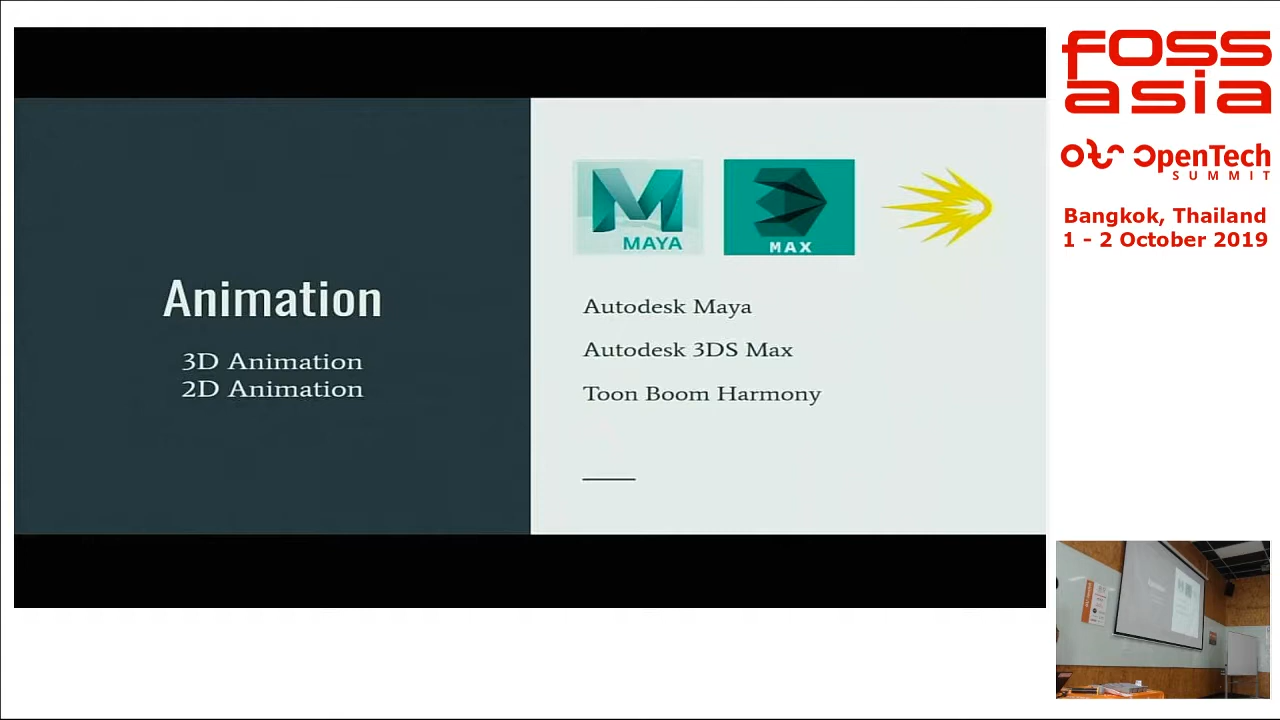 Animation
3D Animation
2D Animation
MAYA
MAX
Autodesk Maya
Autodesk 3DS Max
Toon Boom Harmony
FOSS
asia
OpenTech
SUMMIT
Bangkok, Thailand
1 - 2 October 2019